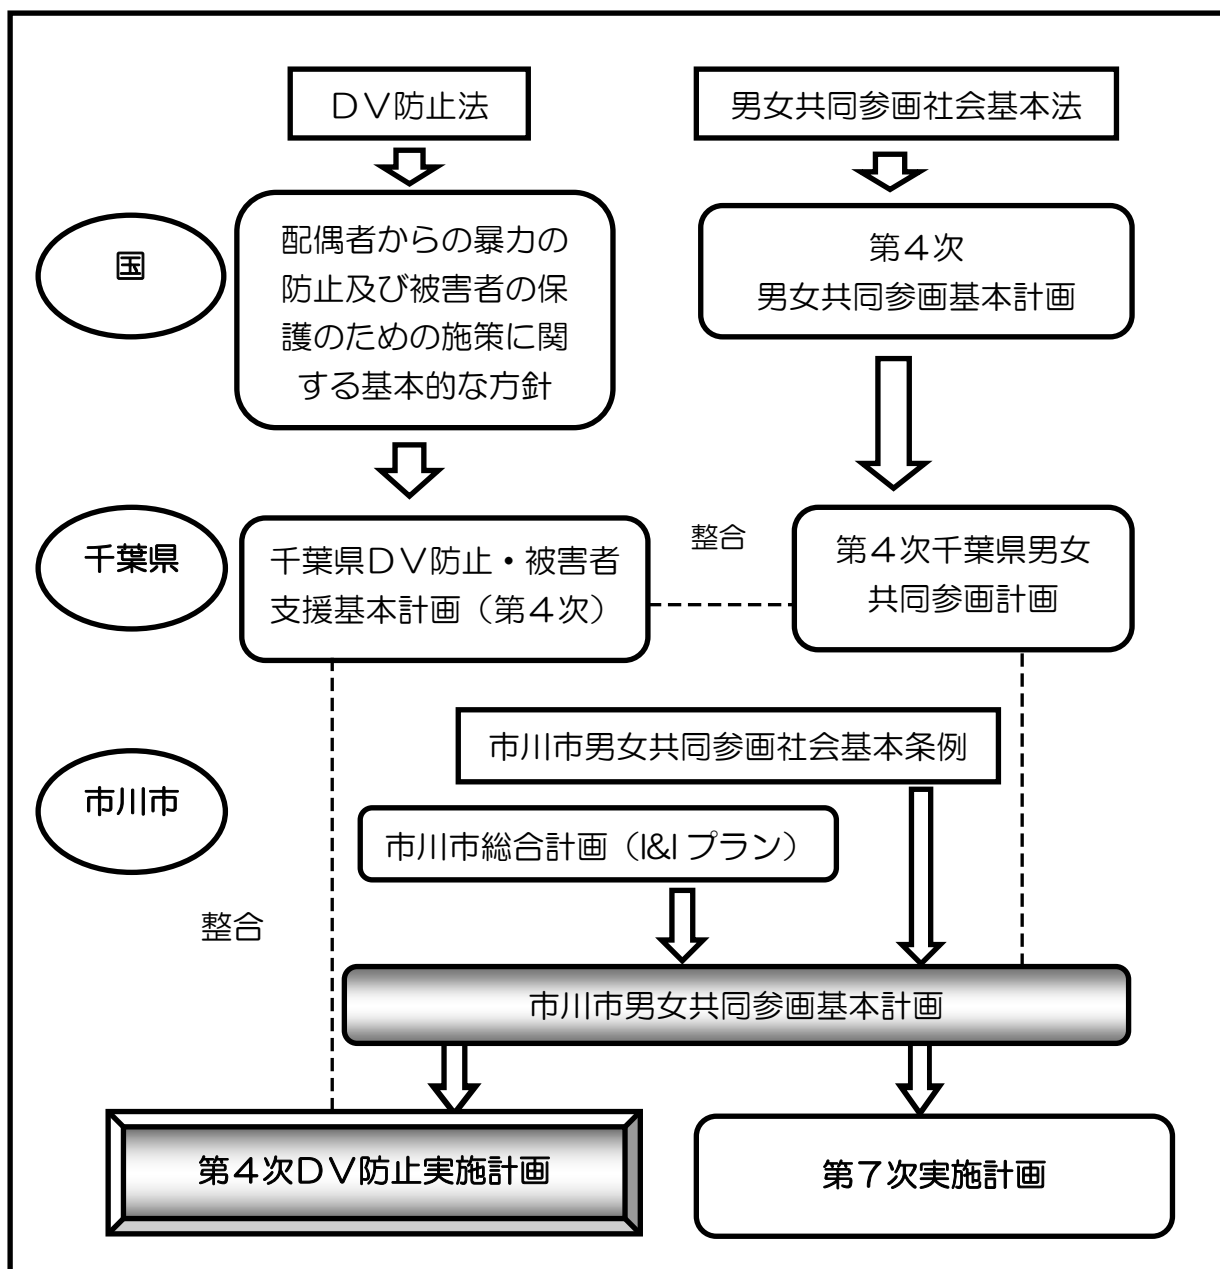 DV防止法
男女共同参画社会基本法
国
配偶者からの暴力の
防止及び被害者の保
護のための施策に関
する基本的な方針
第4次
男女共同参画基本計画
千葉県
千葉県DV防止・被害者
支援基本計画（第4次）
整合
第4次千葉県男女
共同参画計画
市川市男女共同参画社会基本条例
市川市
市川市総合計画（I&Iプラン）
整合
市川市男女共同参画基本計画
第4次DV防止実施計画
第7次実施計画